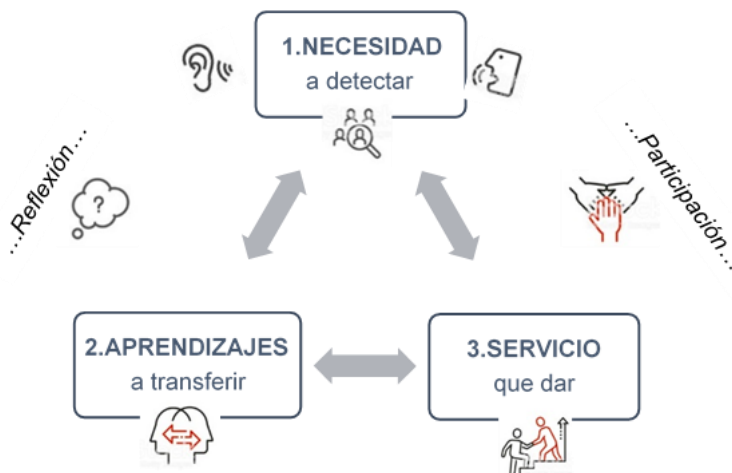 1.NECESIDAD
a detectar
...Reflexión...
...Participación...
?
2.APRENDIZAJES
a transferir
3.SERVICIO
que dar